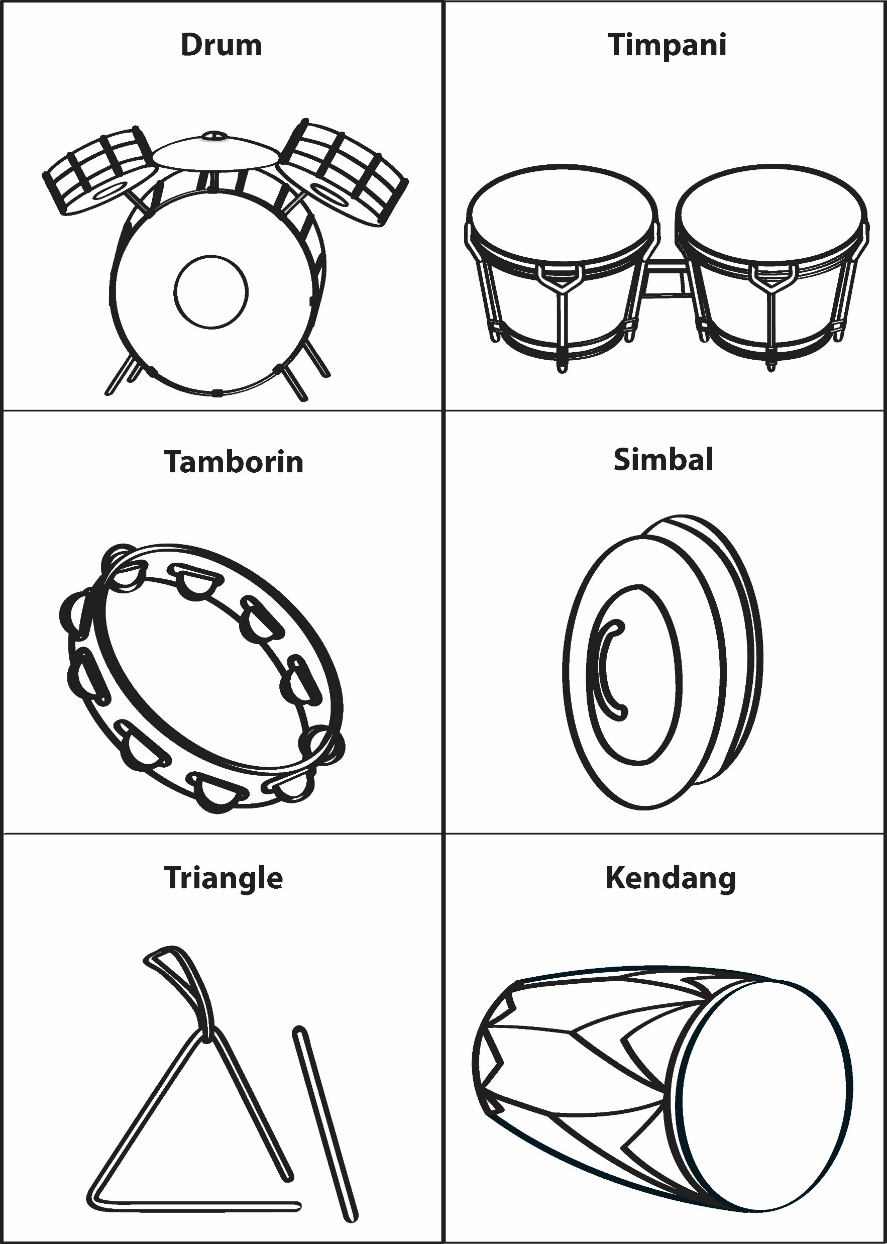 Drum
Timpani
Tamborin
Simbal
Triangle
Kendang